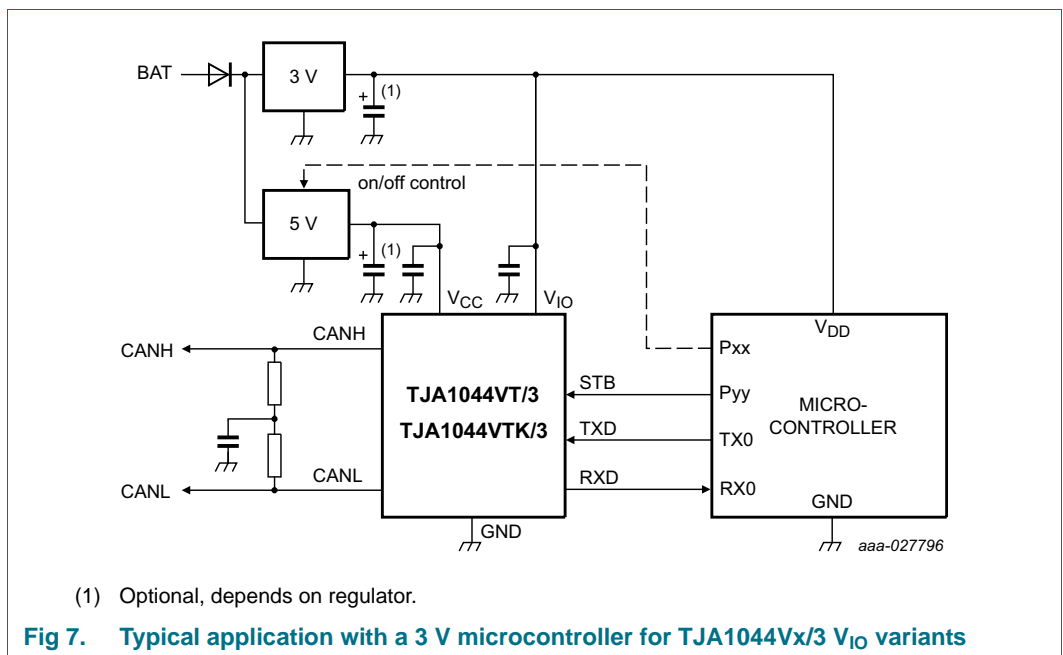 BAT
3 V
+ (1)
on/off control
5 V
+ (1)
VCC
VIO
VDD
CANH
CANH
Pxx
TJA1044VT/3
STB
Pyy
MICRO-
TJA1044VTK/3
TXD
TX0
CONTROLLER
CANL
CANL
RXD
RX0
GND
GND
aaa-027796
(1) Optional, depends on regulator.
Fig 7. Typical application with a 3 V microcontroller for TJA1044Vx/3 VIO variants